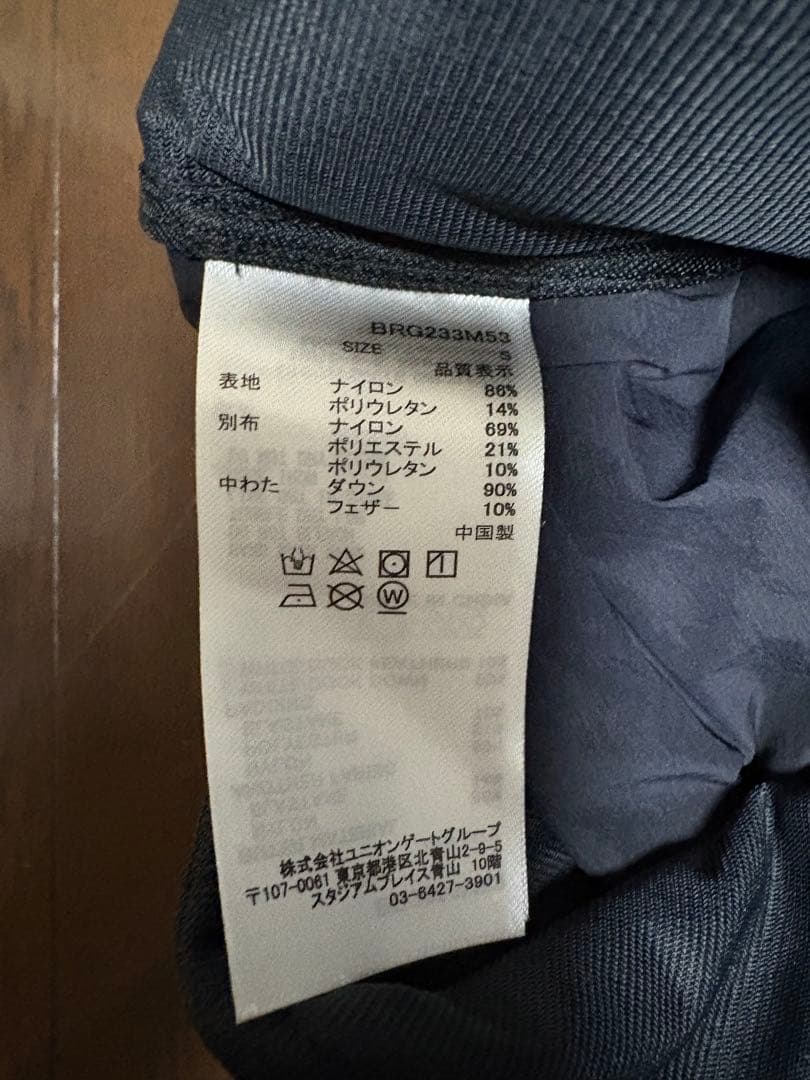 BRG233M53
SIZE S
品質表示
表地 ナイロン 86%
ポリウレタン 14%
別布 ナイロン 69%
ポリエステル 21%
ポリウレタン 10%
中わた ダウン 90%
フェザー 10%
中国製
W
株式会社ユニオンゲートグループ
〒107-0061 東京都港区北青山2-9-5
スタジアムプレイス青山 10階
03-6427-3901